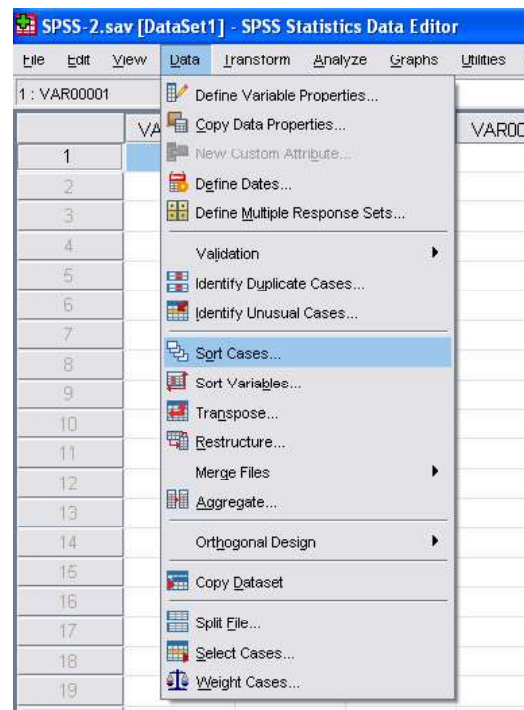 SPSS-2.sav [DataSet1] - SPSS Statistics Data Editor
File Edit View Data Transform Analyze Graphs Utilities
1 : VAR00001
VA VAR00
Define Variable Properties...
Copy Data Properties...
New Custom Attribute...
Define Dates...
Define Multiple Response Sets...
Validation
Identify Duplicate Cases...
Identify Unusual Cases...
Sort Cases...
Sort Variables...
Transpose...
Restructure...
Merge Files
Aggregate...
Orthogonal Design
Copy Dataset
Split File...
Select Cases...
Weight Cases...
1
2
3
4
5
6
7
8
9
10
11
12
13
14
15
16
17
18
19